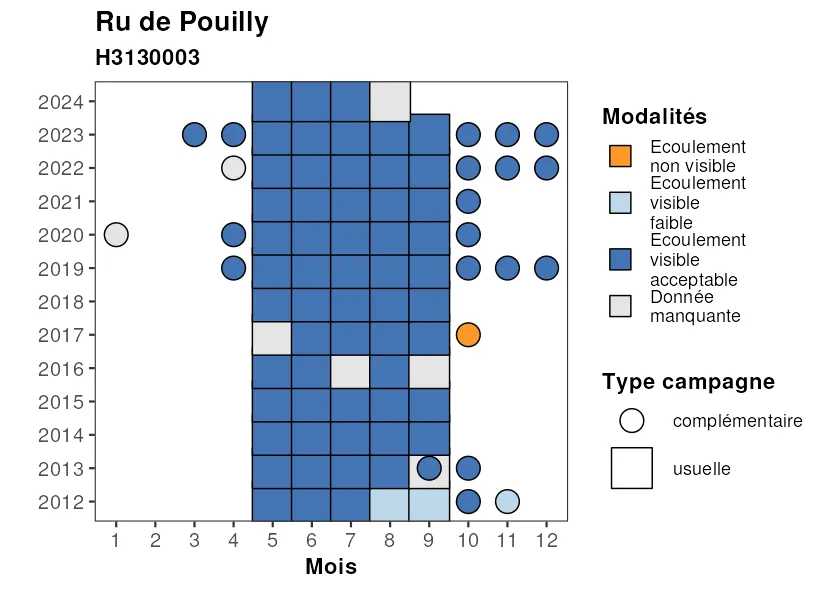 Ru de Pouilly
H3130003
2024
2023
2022
2021
2020
2019
2018
2017
2016
2015
2014
2013
2012
1 2 3 4 5 6 7 8 9 10 11 12
Mois
Modalités
Ecoulement
non visible
Ecoulement
visible
faible
Ecoulement
visible
acceptable
Donnée
manquante
Type campagne
complémentaire
usuelle